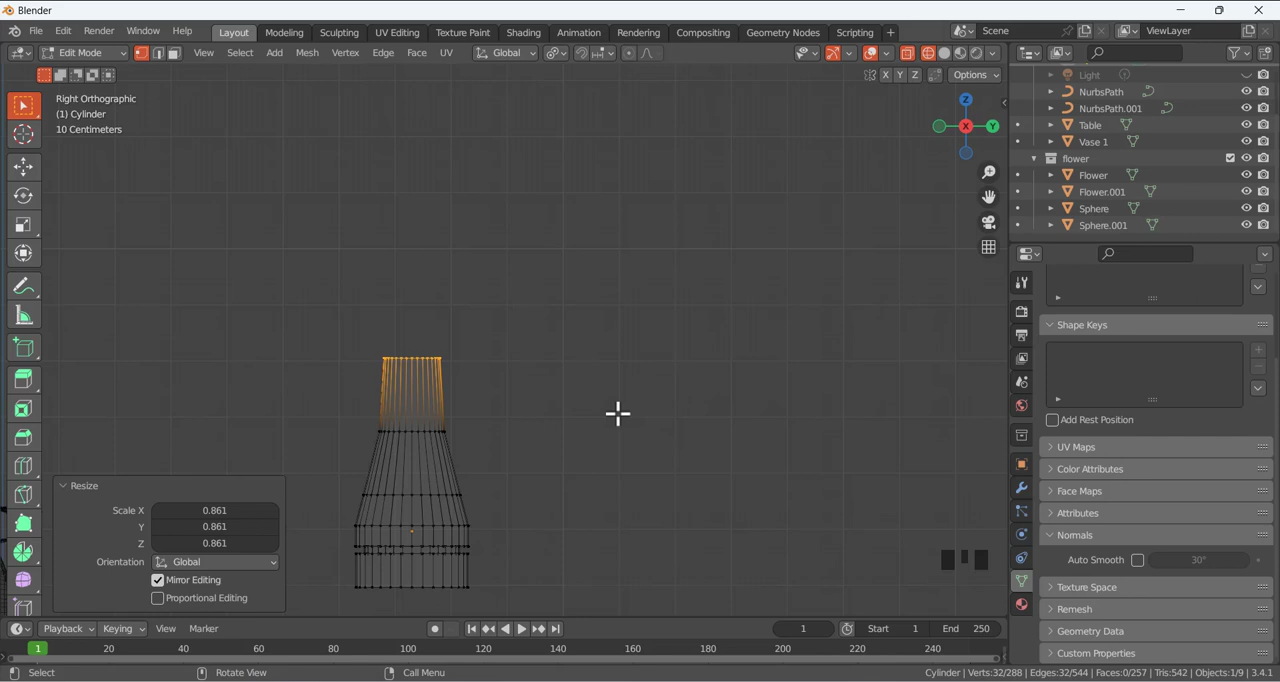 Blender
File Edit Render Window Help Layout Modeling Sculpting UV Editing Texture Paint Shading Animation Rendering Compositing Geometry Nodes Scripting + Scene ViewLayer
Edit Mode View Select Add Mesh Vertex Edge Face UV Global
X Y Z Options
Right Orthographic
(1) Cylinder
10 Centimeters
Z
Y
X
Light
NurbsPath
NurbsPath.001
Table
Vase 1
flower
Flower
Flower.001
Sphere
Sphere.001
Shape Keys
Add Rest Position
UV Maps
Color Attributes
Face Maps
Attributes
Normals
Auto Smooth 30°
Texture Space
Remesh
Geometry Data
Custom Properties
Resize
Scale X 0.861
Y 0.861
Z 0.861
Orientation Global
Mirror Editing
Proportional Editing
Playback Keying View Marker 1 Start 1 End 250
1 20 40 60 80 100 120 140 160 180 200 220 240
Select Rotate View Call Menu Cylinder | Verts:32/288 | Edges:32/544 | Faces:0/257 | Tris:542 | Objects:1/9 | 3.4.1